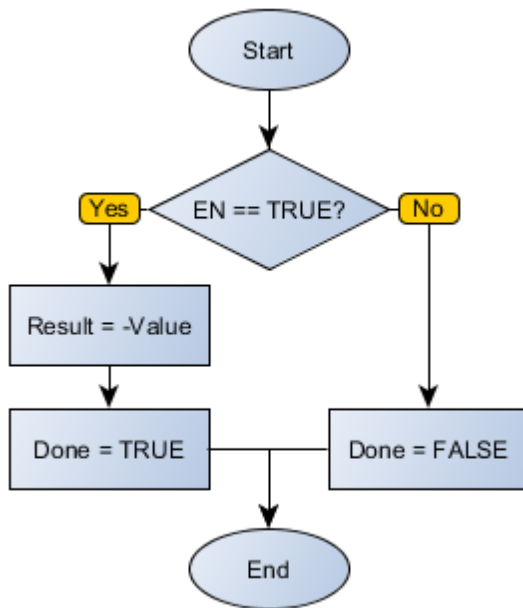 Start
EN == TRUE?
Yes
No
Result = -Value
Done = TRUE
Done = FALSE
End